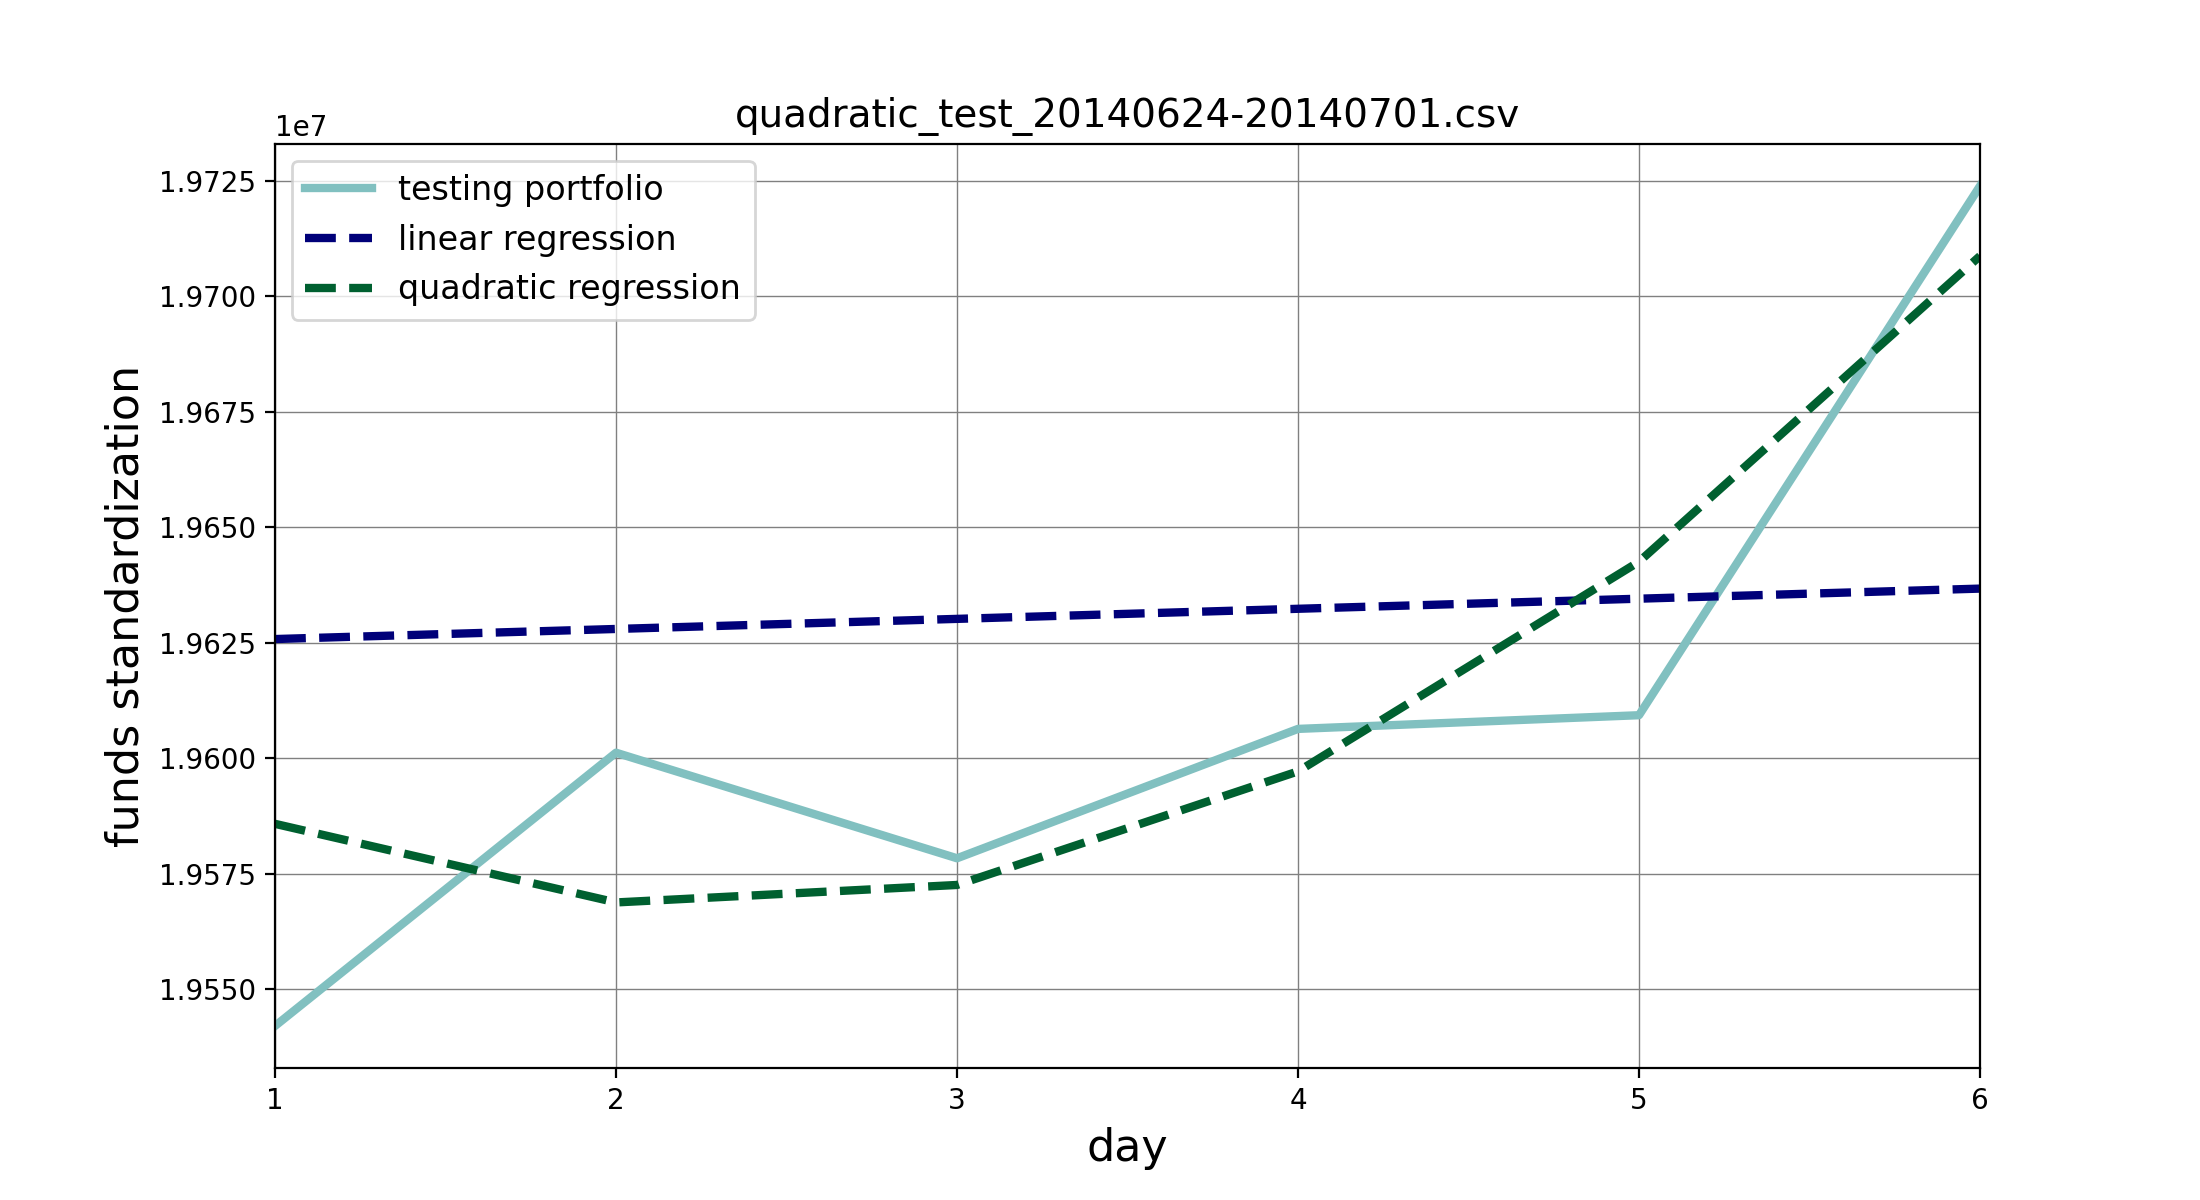 quadratic_test_20140624-20140701.csv
1e7
testing portfolio
linear regression
quadratic regression
funds standardization
1.9725
1.9700
1.9675
1.9650
1.9625
1.9600
1.9575
1.9550
1 2 3 4 5 6
day